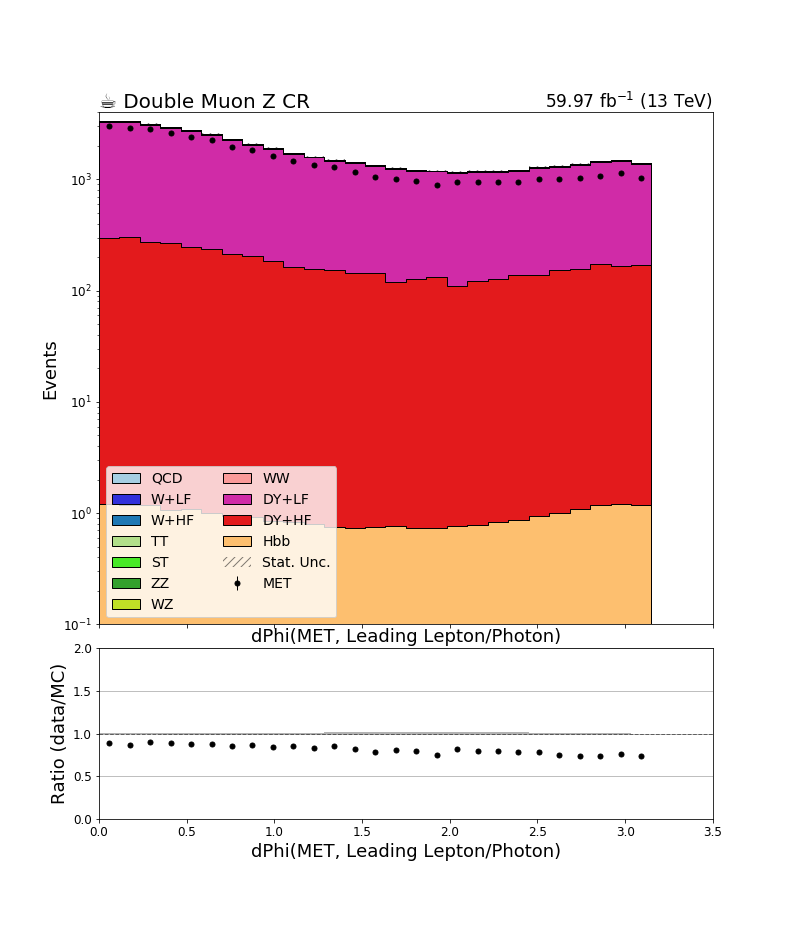 ☕ Double Muon Z CR
59.97 fb⁻¹ (13 TeV)
Events
10³
10²
10¹
10⁰
10⁻¹
QCD
W+LF
W+HF
TT
ST
ZZ
WZ
WW
DY+LF
DY+HF
Hbb
Stat. Unc.
MET
dPhi(MET, Leading Lepton/Photon)
Ratio (data/MC)
2.0
1.5
1.0
0.5
0.0
0.0 0.5 1.0 1.5 2.0 2.5 3.0 3.5
dPhi(MET, Leading Lepton/Photon)